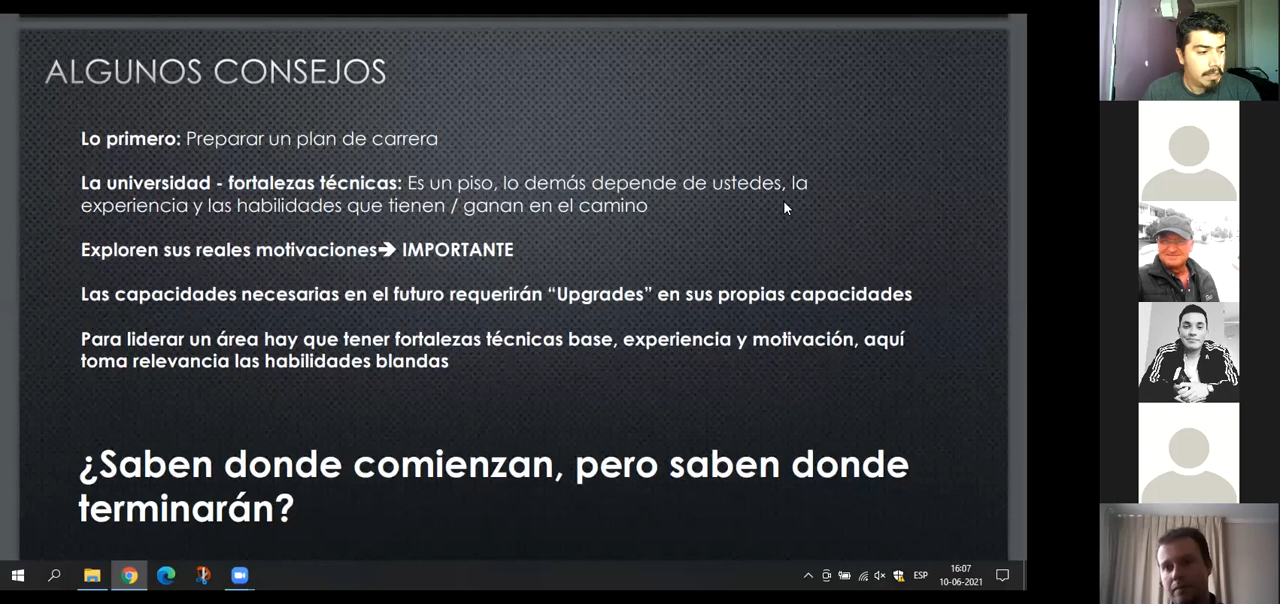 ALGUNOS CONSEJOS
Lo primero: Preparar un plan de carrera
La universidad - fortalezas técnicas: Es un piso, lo demás depende de ustedes, la
experiencia y las habilidades que tienen / ganan en el camino
Exploren sus reales motivaciones➔ IMPORTANTE
Las capacidades necesarias en el futuro requerirán “Upgrades” en sus propias capacidades
Para liderar un área hay que tener fortalezas técnicas base, experiencia y motivación, aquí
toma relevancia las habilidades blandas
¿Saben donde comienzan, pero saben donde
terminarán?
ESP
16:07
10-06-2021